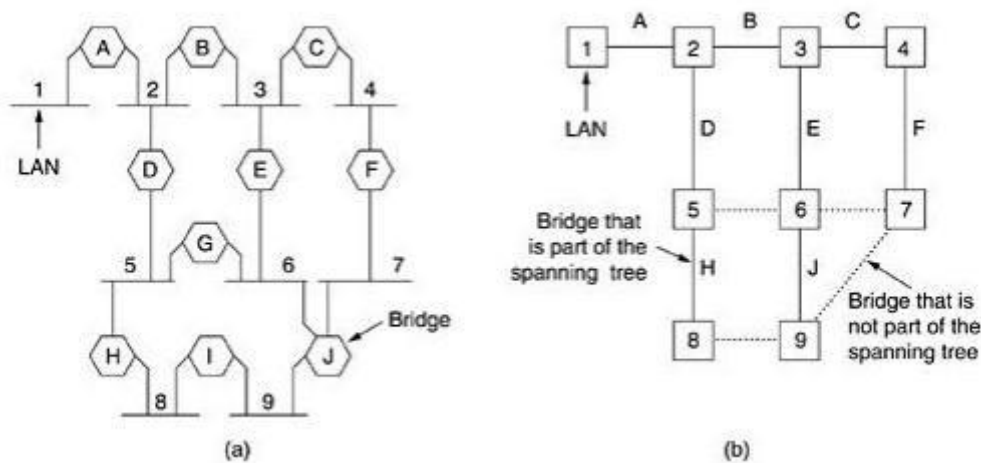 A
B
C
1
2
3
4
LAN
D
E
F
G
5
6
7
Bridge
H
I
J
8
9
(a)
A
B
C
1
2
3
4
LAN
D
E
F
5
6
7
Bridge that
is part of the
spanning tree
H
J
Bridge that is
not part of the
spanning tree
8
9
(b)